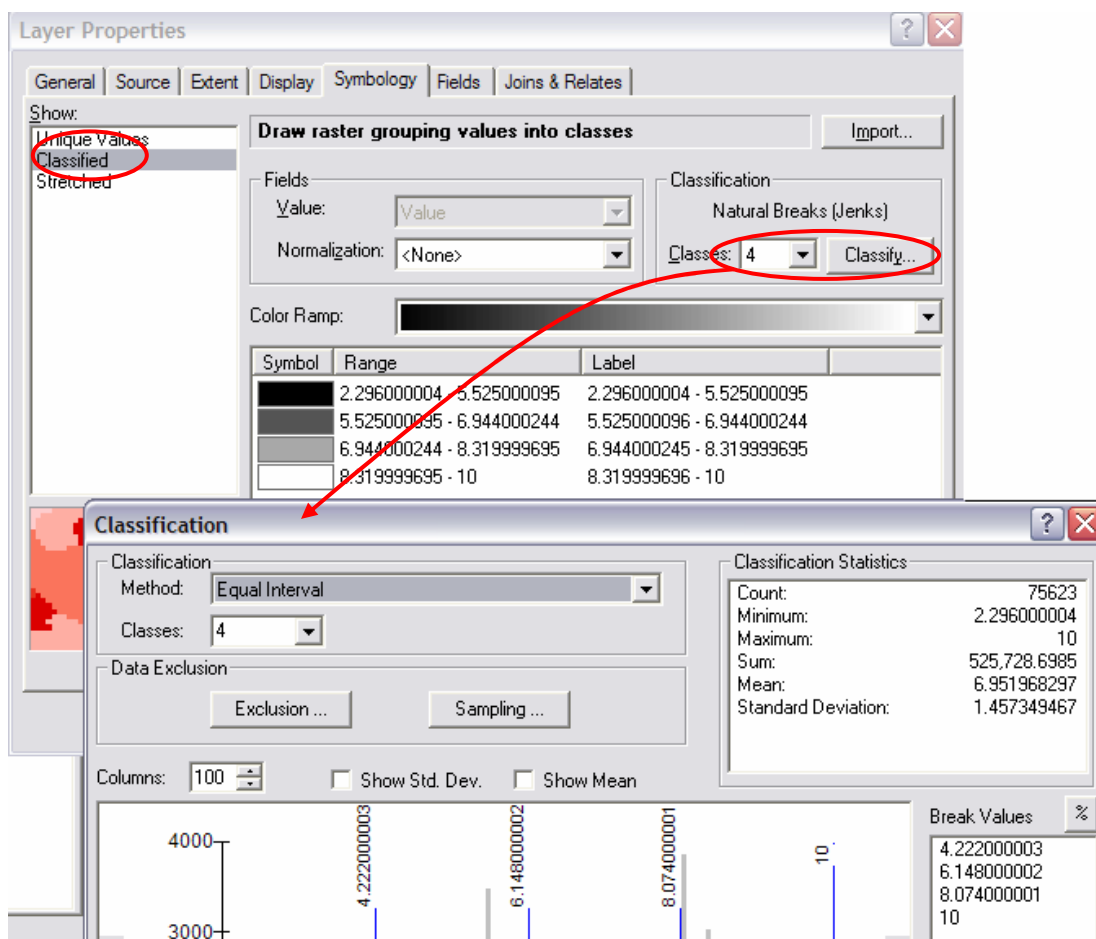 Layer Properties
General Source Extent Display Symbology Fields Joins & Relates
Show:
Unique Values
Classified
Stretched
Draw raster grouping values into classes
Import...
Fields
Value: Value
Normalization: <None>
Classification
Natural Breaks (Jenks)
Classes: 4 Classify...
Color Ramp:
Symbol Range Label
2.296000004 - 5.525000095 2.296000004 - 5.525000095
5.525000095 - 6.944000244 5.525000096 - 6.944000244
6.944000244 - 8.319999695 6.944000245 - 8.319999695
8.319999695 - 10 8.319999696 - 10
Classification
Classification
Method: Equal Interval
Classes: 4
Data Exclusion
Exclusion ... Sampling ...
Classification Statistics
Count: 75623
Minimum: 2.296000004
Maximum: 10
Sum: 525,728.6985
Mean: 6.951968297
Standard Deviation: 1.457349467
Columns: 100 Show Std. Dev. Show Mean
Break Values %
4000
3000
4.222000003
6.148000002
8.074000001
10
4.222000003
6.148000002
8.074000001
10